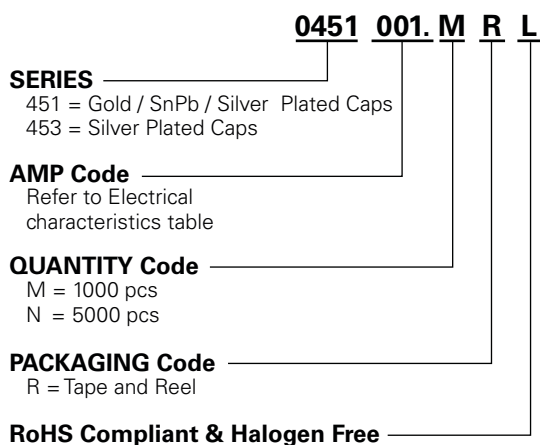 0451 001. M R L
SERIES
451 = Gold / SnPb / Silver Plated Caps
453 = Silver Plated Caps
AMP Code
Refer to Electrical
characteristics table
QUANTITY Code
M = 1000 pcs
N = 5000 pcs
PACKAGING Code
R = Tape and Reel
RoHS Compliant & Halogen Free